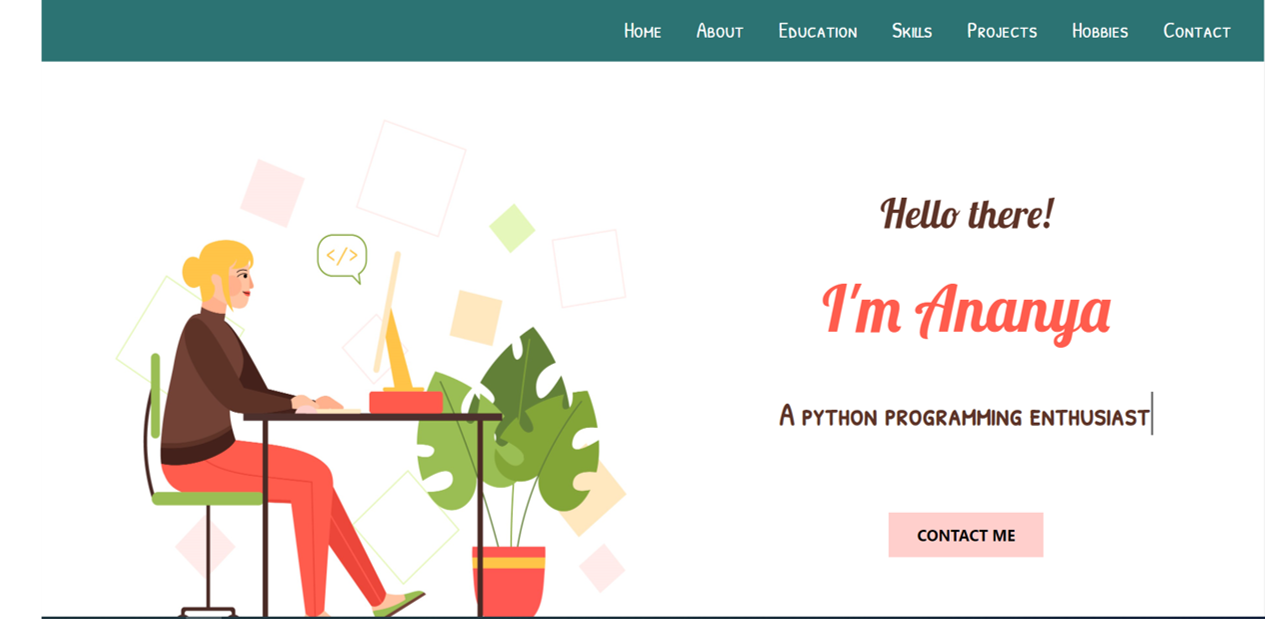 Home About Education Skills Projects Hobbies Contact
</>
Hello there!
I'm Ananya
A python programming enthusiast
CONTACT ME